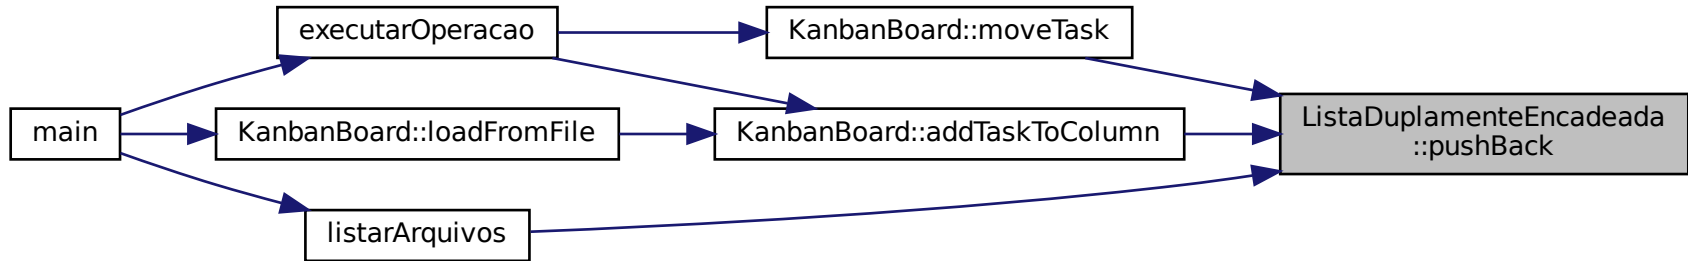 executarOperacao
KanbanBoard::moveTask
main
KanbanBoard::loadFromFile
KanbanBoard::addTaskToColumn
ListaDuplamenteEncadeada
::pushBack
listarArquivos